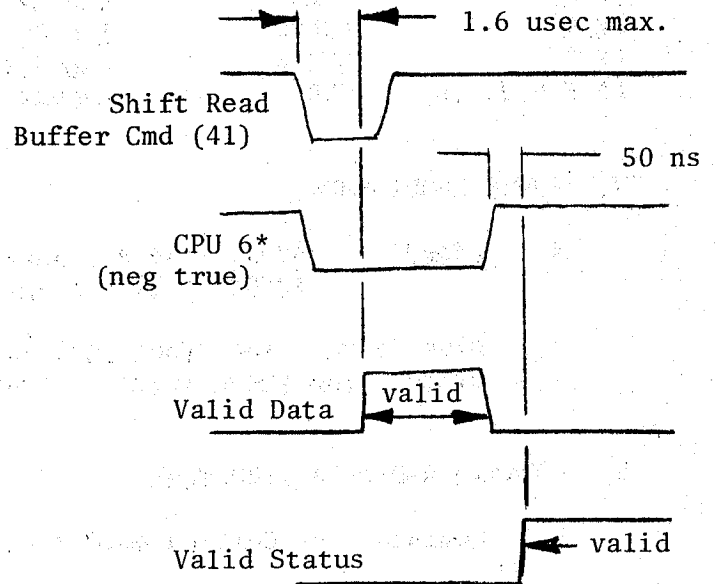 1.6 usec max.
Shift Read
Buffer Cmd (41)
50 ns
CPU 6*
(neg true)
valid
Valid Data
valid
Valid Status